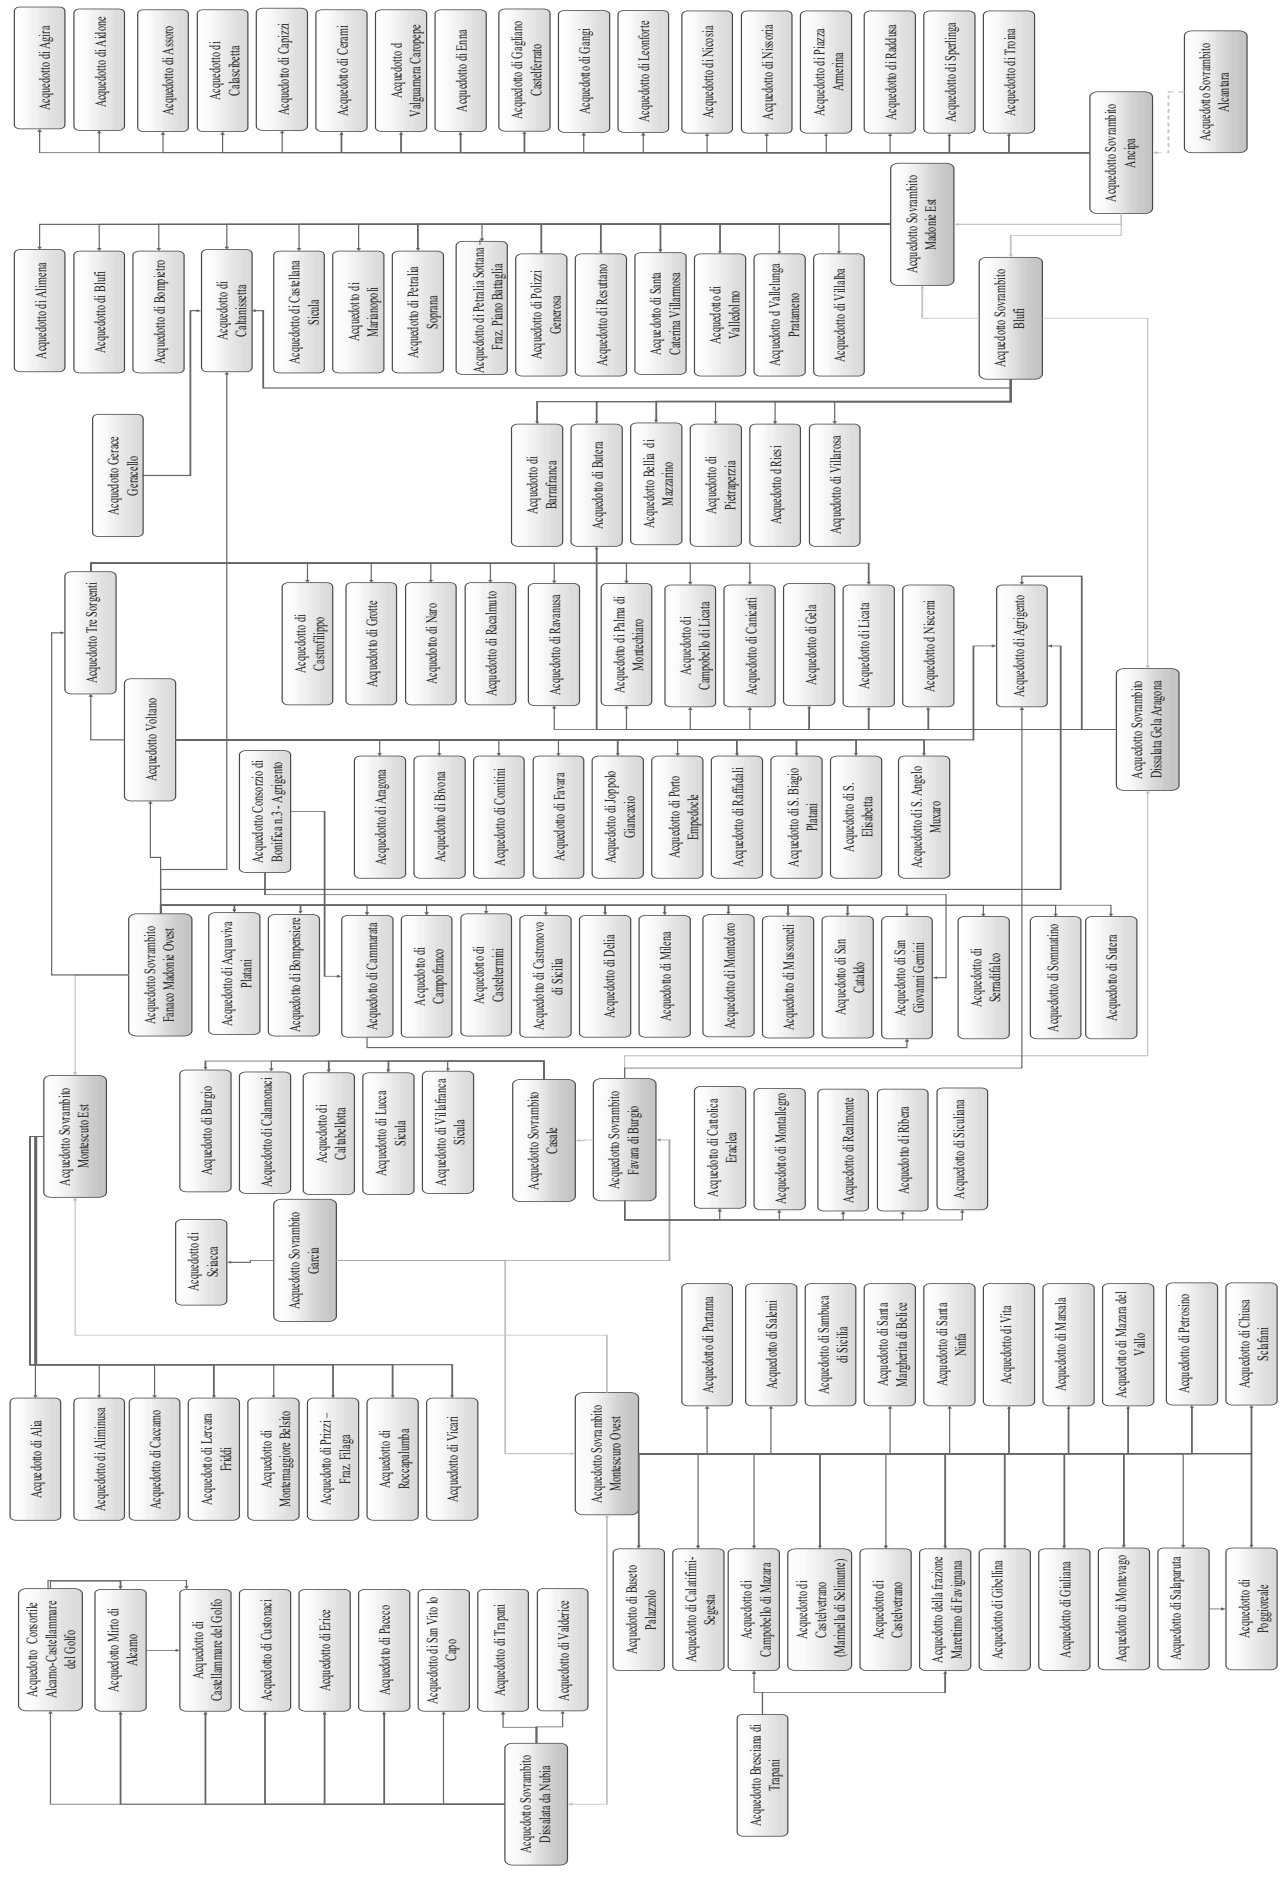 Acquedotto di Agira
Acquedotto di Aidone
Acquedotto di Assoro
Acquedotto di
Calascibetta
Acquedotto di Capizzi
Acquedotto di Cerami
Acquedotto d
Valguarnera Caropepe
Acquedotto di Enna
Acquedotto di Gagliano
Castelferrato
Acquedotto di Gangi
Acquedotto di Leonforte
Acquedotto di Nicosia
Acquedotto di Nissoria
Acquedotto di Piazza
Armerina
Acquedotto di Raddusa
Acquedotto di Sperlinga
Acquedotto di Troina
Acquedotto Sovrambito
Ancipa
Acquedotto Sovrambito
Alcantara
Acquedotto Sovrambito
Madonie Est
Acquedotto Sovrambito
Blufi
Acquedotto di Alimena
Acquedotto di Blufi
Acquedotto di Bompietro
Acquedotto di
Caltanissetta
Acquedotto di Castellana
Sicula
Acquedotto di
Marianopoli
Acquedotto di Petralia
Soprana
Acquedotto di Petralia Sottana
Fraz. Piano Battaglia
Acquedotto di Polizzi
Generosa
Acquedotto di Resuttano
Acquedotto di Santa
Caterina Villarmosa
Acquedotto di
Valledolmo
Acquedotto d Vallelunga
Pratameno
Acquedotto di Villalba
Acquedotto Gerace
Geracello
Acquedotto di
Barrafranca
Acquedotto di Butera
Acquedotto Bellia di
Mazzarino
Acquedotto di
Pietraperzia
Acquedotto d Riesi
Acquedotto di Villarosa
Acquedotto Tre Sorgenti
Acquedotto di
Castrofilippo
Acquedotto di Grotte
Acquedotto di Naro
Acquedotto di Racalmuto
Acquedotto di Ravanusa
Acquedotto di Palma di
Montechiaro
Acquedotto di
Campobello di Licata
Acquedotto di Canicattì
Acquedotto di Gela
Acquedotto di Licata
Acquedotto d Niscemi
Acquedotto di Agrigento
Acquedotto Sovrambito
Dissalata Gela Aragona
Acquedotto Voltano
Acquedotto Consorzio di
Bonifica n.3 - Agrigento
Acquedotto di Aragona
Acquedotto di Bivona
Acquedotto di Comitini
Acquedotto di Favara
Acquedotto di Joppolo
Giancaxio
Acquedotto di Porto
Empedocle
Acquedotto di Raffadali
Acquedotto di S. Biagio
Platani
Acquedotto di S.
Elisabetta
Acquedotto di S. Angelo
Muxaro
Acquedotto Sovrambito
Fanaco Madonie Ovest
Acquedotto di Acquaviva
Platani
Acquedotto di Bompensiere
Acquedotto di Cammarata
Acquedotto di
Campofranco
Acquedotto di
Casteltermini
Acquedotto di Castronovo
di Sicilia
Acquedotto di Delia
Acquedotto di Milena
Acquedotto di Montedoro
Acquedotto di Mussomeli
Acquedotto di San
Cataldo
Acquedotto di San
Giovanni Gemini
Acquedotto di
Serradifalco
Acquedotto di Sommatino
Acquedotto di Sutera
Acquedotto Sovrambito
Montescuto Est
Acquedotto di Burgio
Acquedotto di Calamonaci
Acquedotto di
Caltabellotta
Acquedotto di Lucca
Sicula
Acquedotto di Villafranca
Sicula
Acquedotto Sovrambito
Casale
Acquedotto Sovrambito
Favara di Burgio
Acquedotto di Cattolica
Eraclea
Acquedotto di Montallegro
Acquedotto di Realmonte
Acquedotto di Ribera
Acquedotto di Siculiana
Acquedotto di
Sciacca
Acquedotto Sovrambito
Garcia
Acquedotto di Partanna
Acquedotto di Salemi
Acquedotto di Sambuca
di Sicilia
Acquedotto di Santa
Margherita di Belice
Acquedotto di Santa
Ninfa
Acquedotto di Vita
Acquedotto di Marsala
Acquedotto di Mazara del
Vallo
Acquedotto di Petrosino
Acquedotto di Chiusa
Sclafani
Acquedotto di Alia
Acquedotto di Aliminusa
Acquedotto di Caccamo
Acquedotto di Lercara
Friddi
Acquedotto di
Montemaggiore Belsito
Acquedotto di Prizzi –
Fraz. Filaga
Acquedotto di
Roccapalumba
Acquedotto di Vicari
Acquedotto Sovrambito
Montescuro Ovest
Acquedotto di Buseto
Palazzolo
Acquedotto di Calatifimi-
Segesta
Acquedotto di
Campobello di Mazara
Acquedotto di
Castelvetrano
(Marinella di Selinunte)
Acquedotto di
Castelvetrano
Acquedotto della frazione
Marettimo di Favignana
Acquedotto di Gibellina
Acquedotto di Giuliana
Acquedotto di Montevago
Acquedotto di Salaparuta
Acquedotto di
Poggioreale
Acquedotto Consortile
Alcamo-Castellammare
del Golfo
Acquedotto Mirto di
Alcamo
Acquedotto di
Castellammare del Golfo
Acquedotto di Custonaci
Acquedotto di Erice
Acquedotto di Paceco
Acquedotto di San Vito lo
Capo
Acquedotto di Trapani
Acquedotto di Valderice
Acquedotto Sovrambito
Dissalata da Nubia
Acquedotto Bresciana di
Trapani